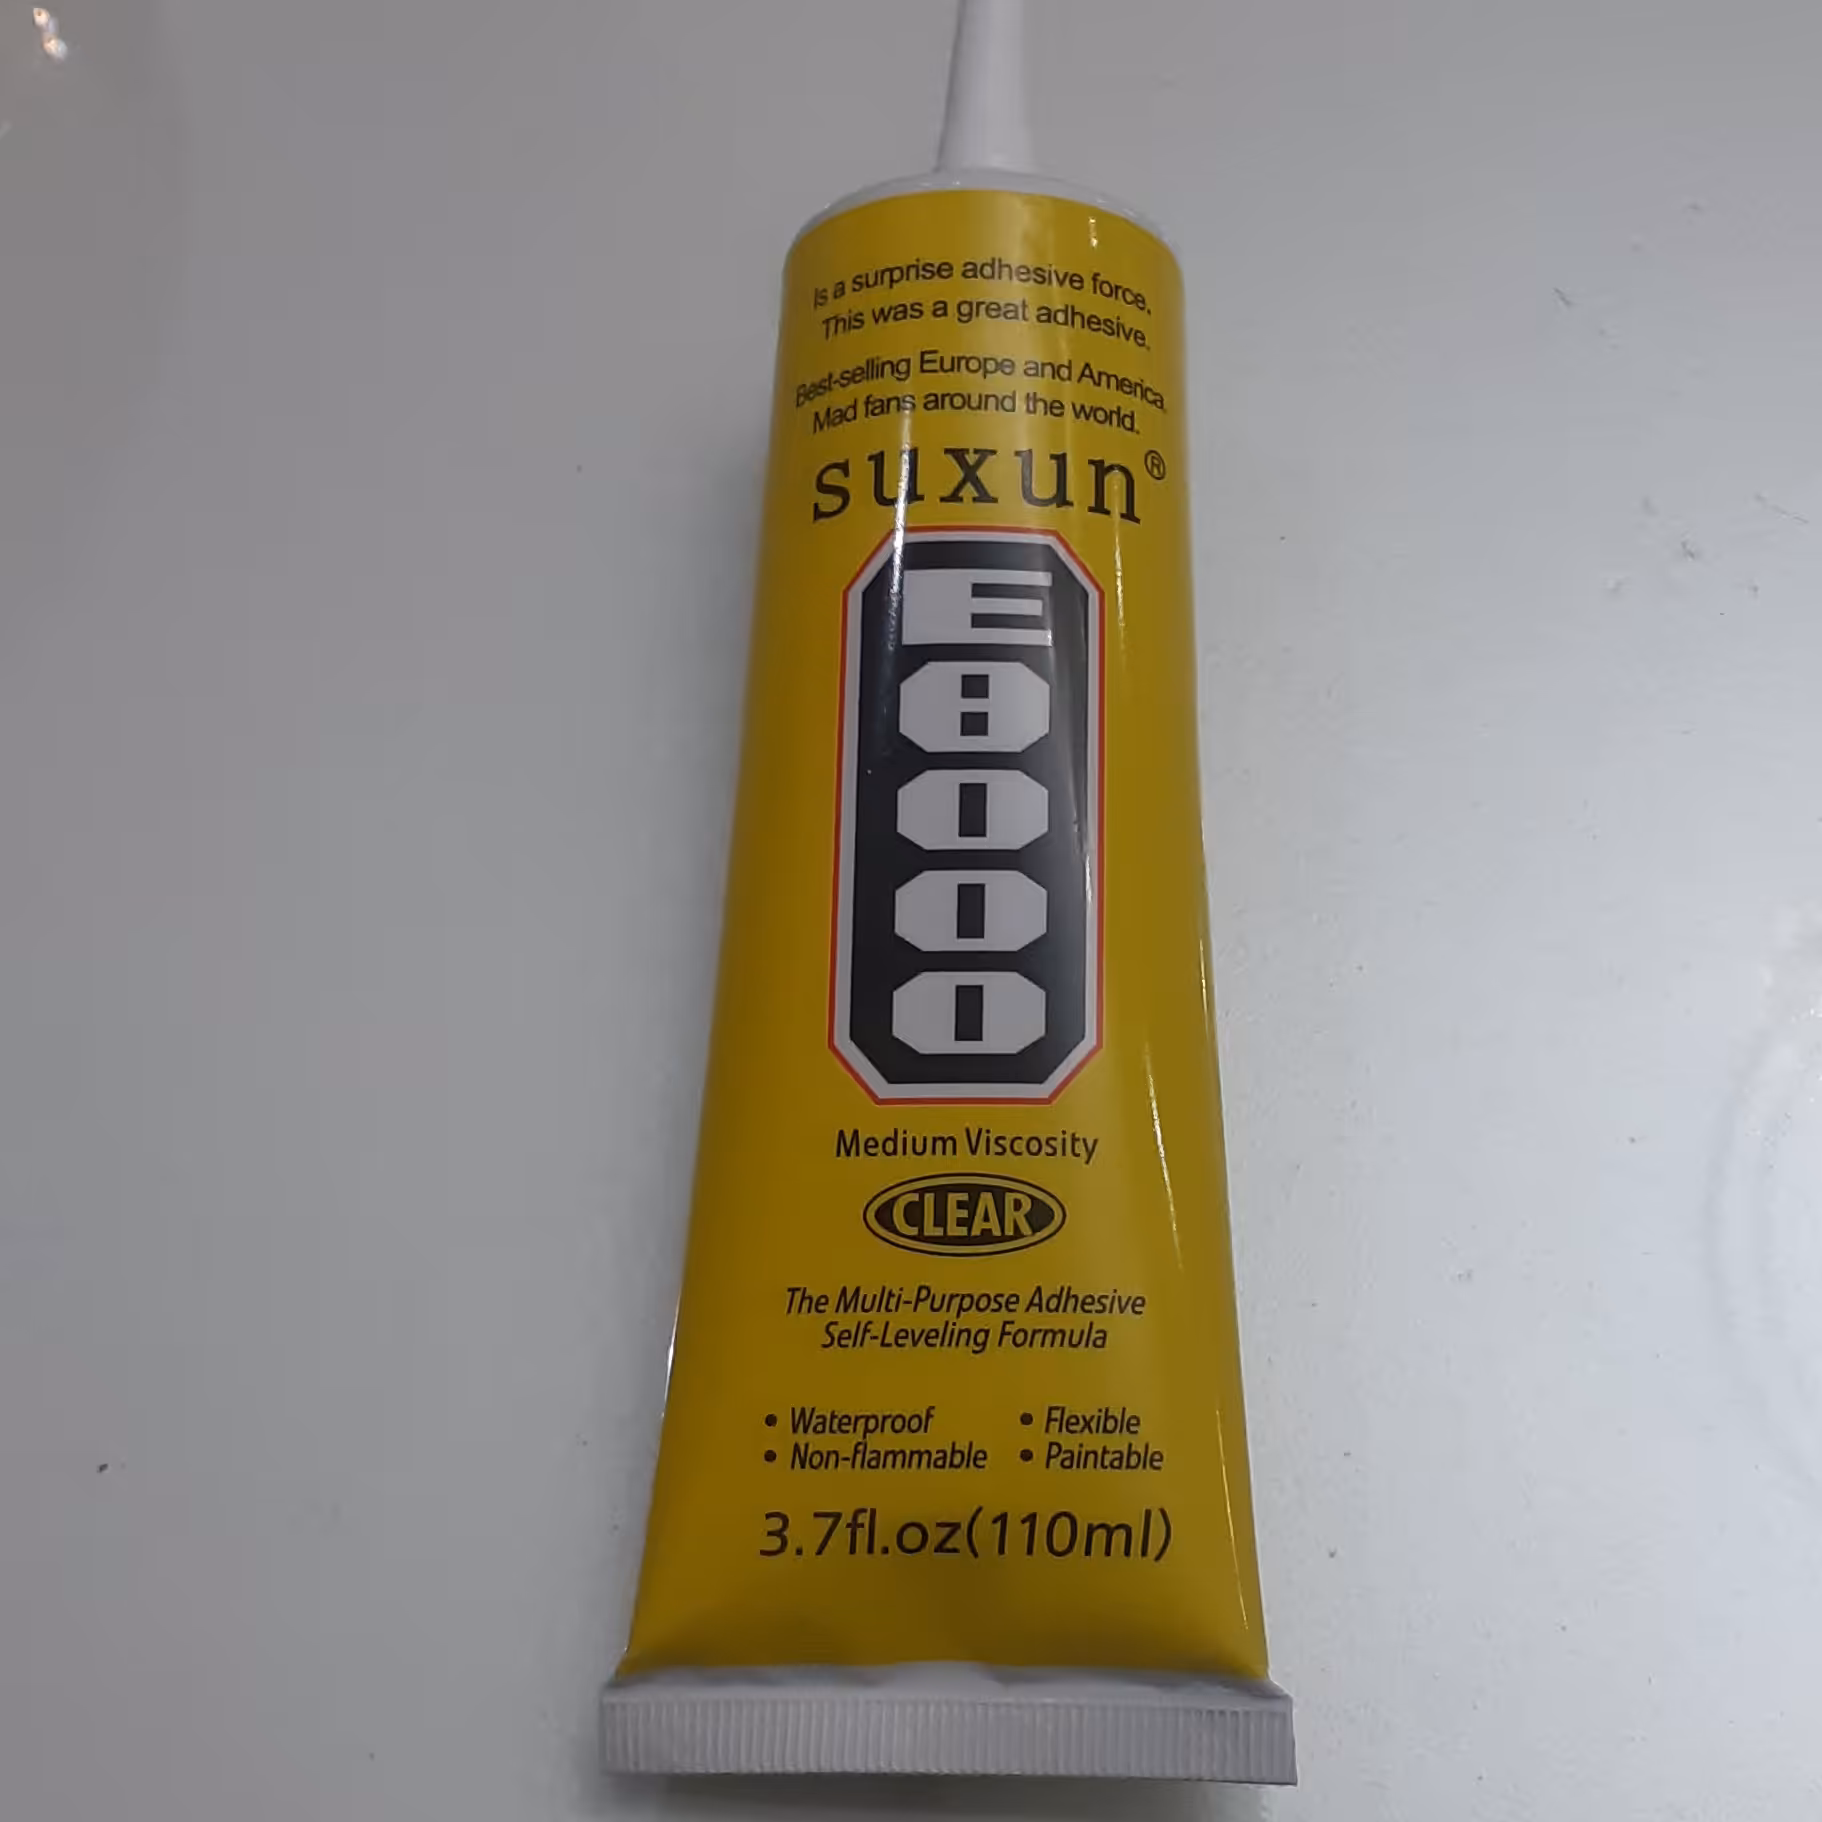 Is a surprise adhesive force.
This was a great adhesive.
Best-selling Europe and America.
Mad fans around the world.
suxun®
E8000
Medium Viscosity
CLEAR
The Multi-Purpose Adhesive
Self-Leveling Formula
• Waterproof • Flexible
• Non-flammable • Paintable
3.7fl.oz(110ml)